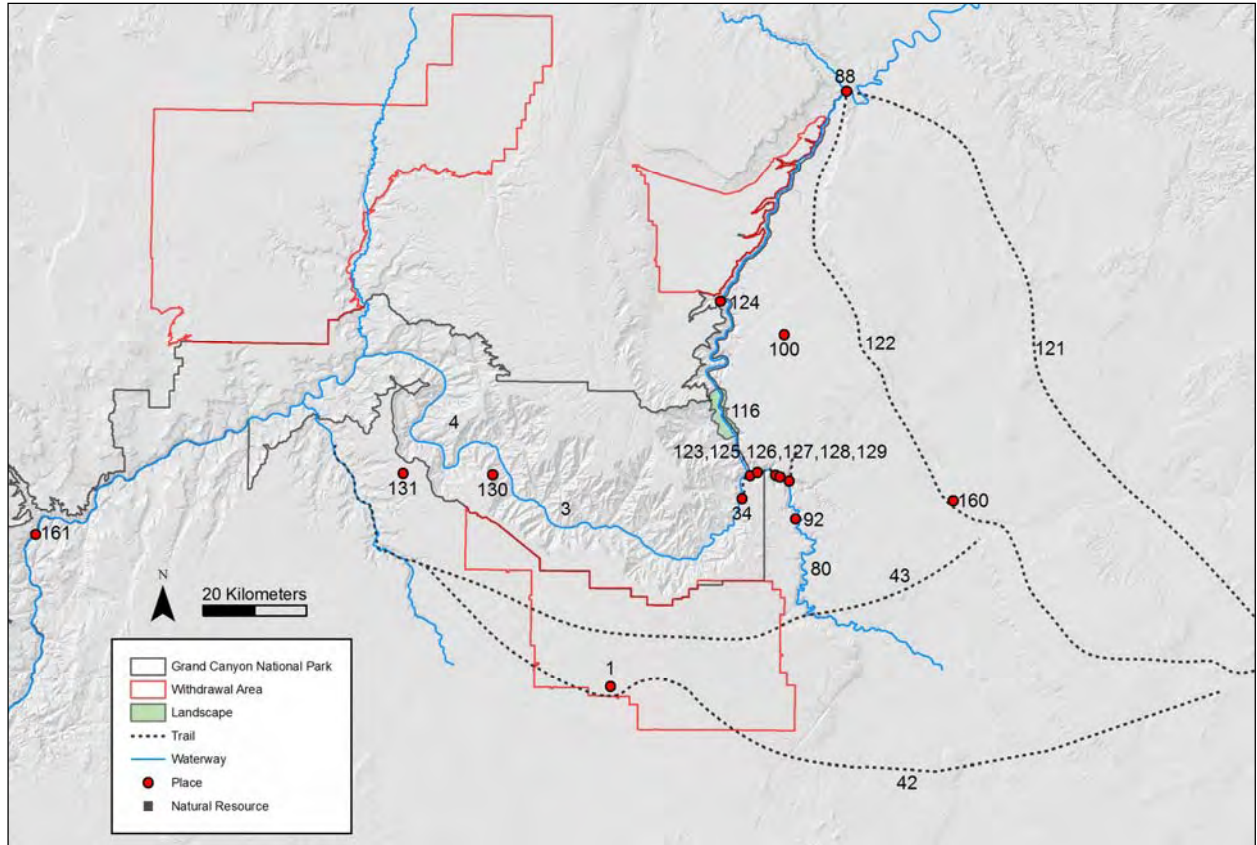 88
124
100
122
121
116
4
123,125,126,127,128,129
131
130
160
3
34
92
161
80
43
N
20 Kilometers
1
Grand Canyon National Park
Withdrawal Area
Landscape
Trail
Waterway
Place
Natural Resource
42